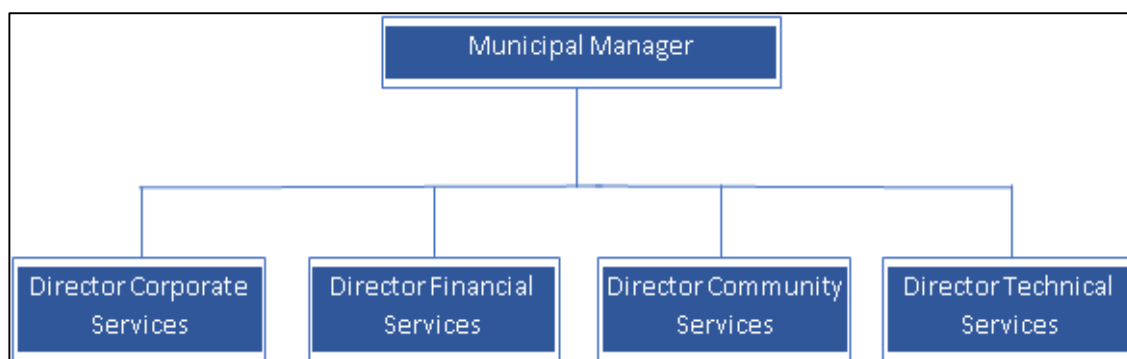 Municipal Manager
Director Corporate
Services
Director Financial
Services
Director Community
Services
Director Technical
Services